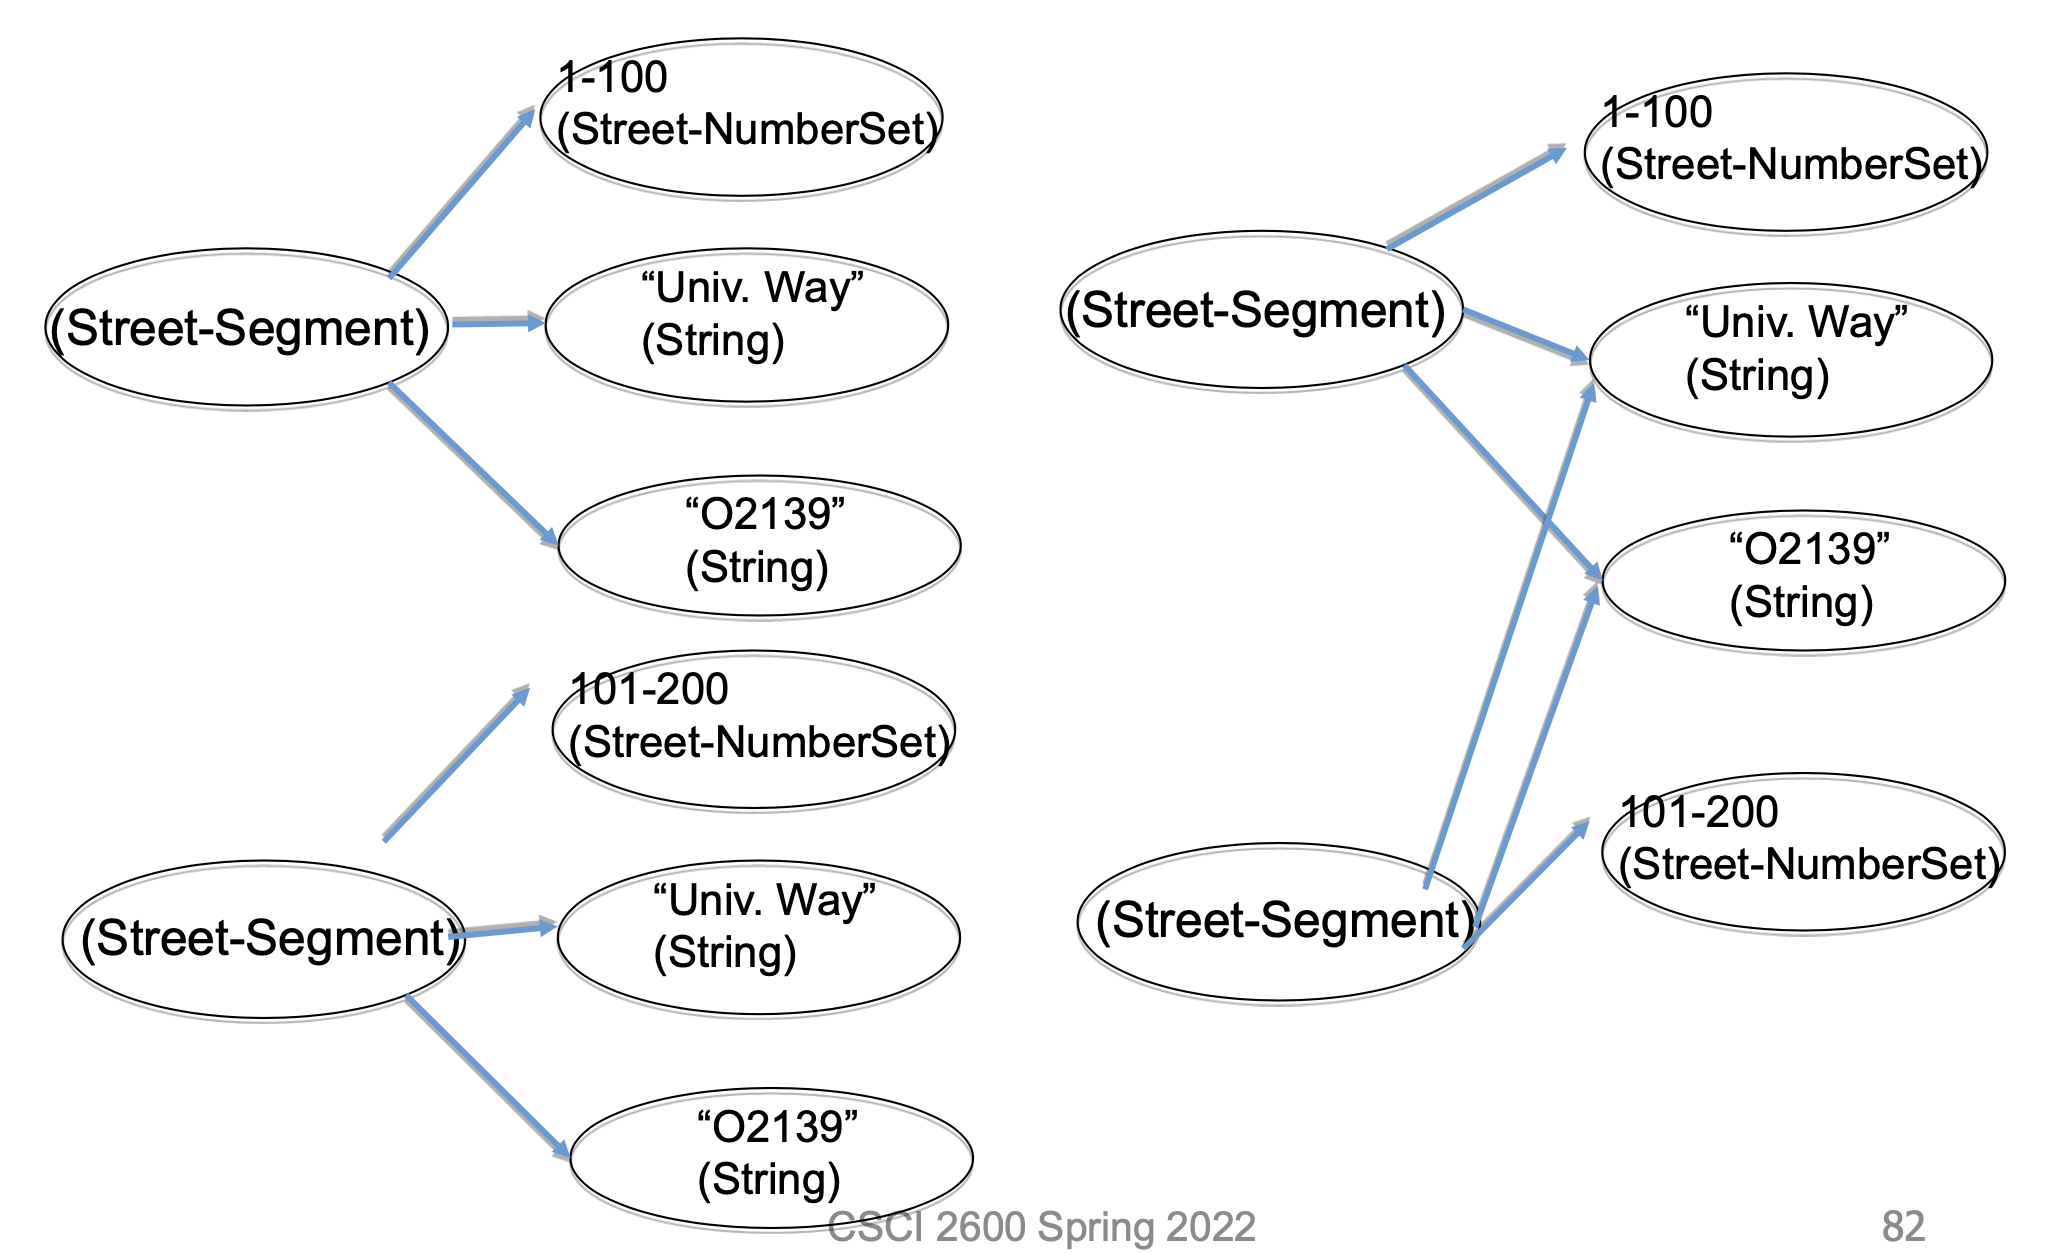 1-100
(Street-NumberSet)
(Street-Segment)
“Univ. Way”
(String)
“O2139”
(String)
101-200
(Street-NumberSet)
(Street-Segment)
“Univ. Way”
(String)
“O2139”
(String)
1-100
(Street-NumberSet)
(Street-Segment)
“Univ. Way”
(String)
“O2139”
(String)
101-200
(Street-NumberSet)
(Street-Segment)
CSCI 2600 Spring 2022
82